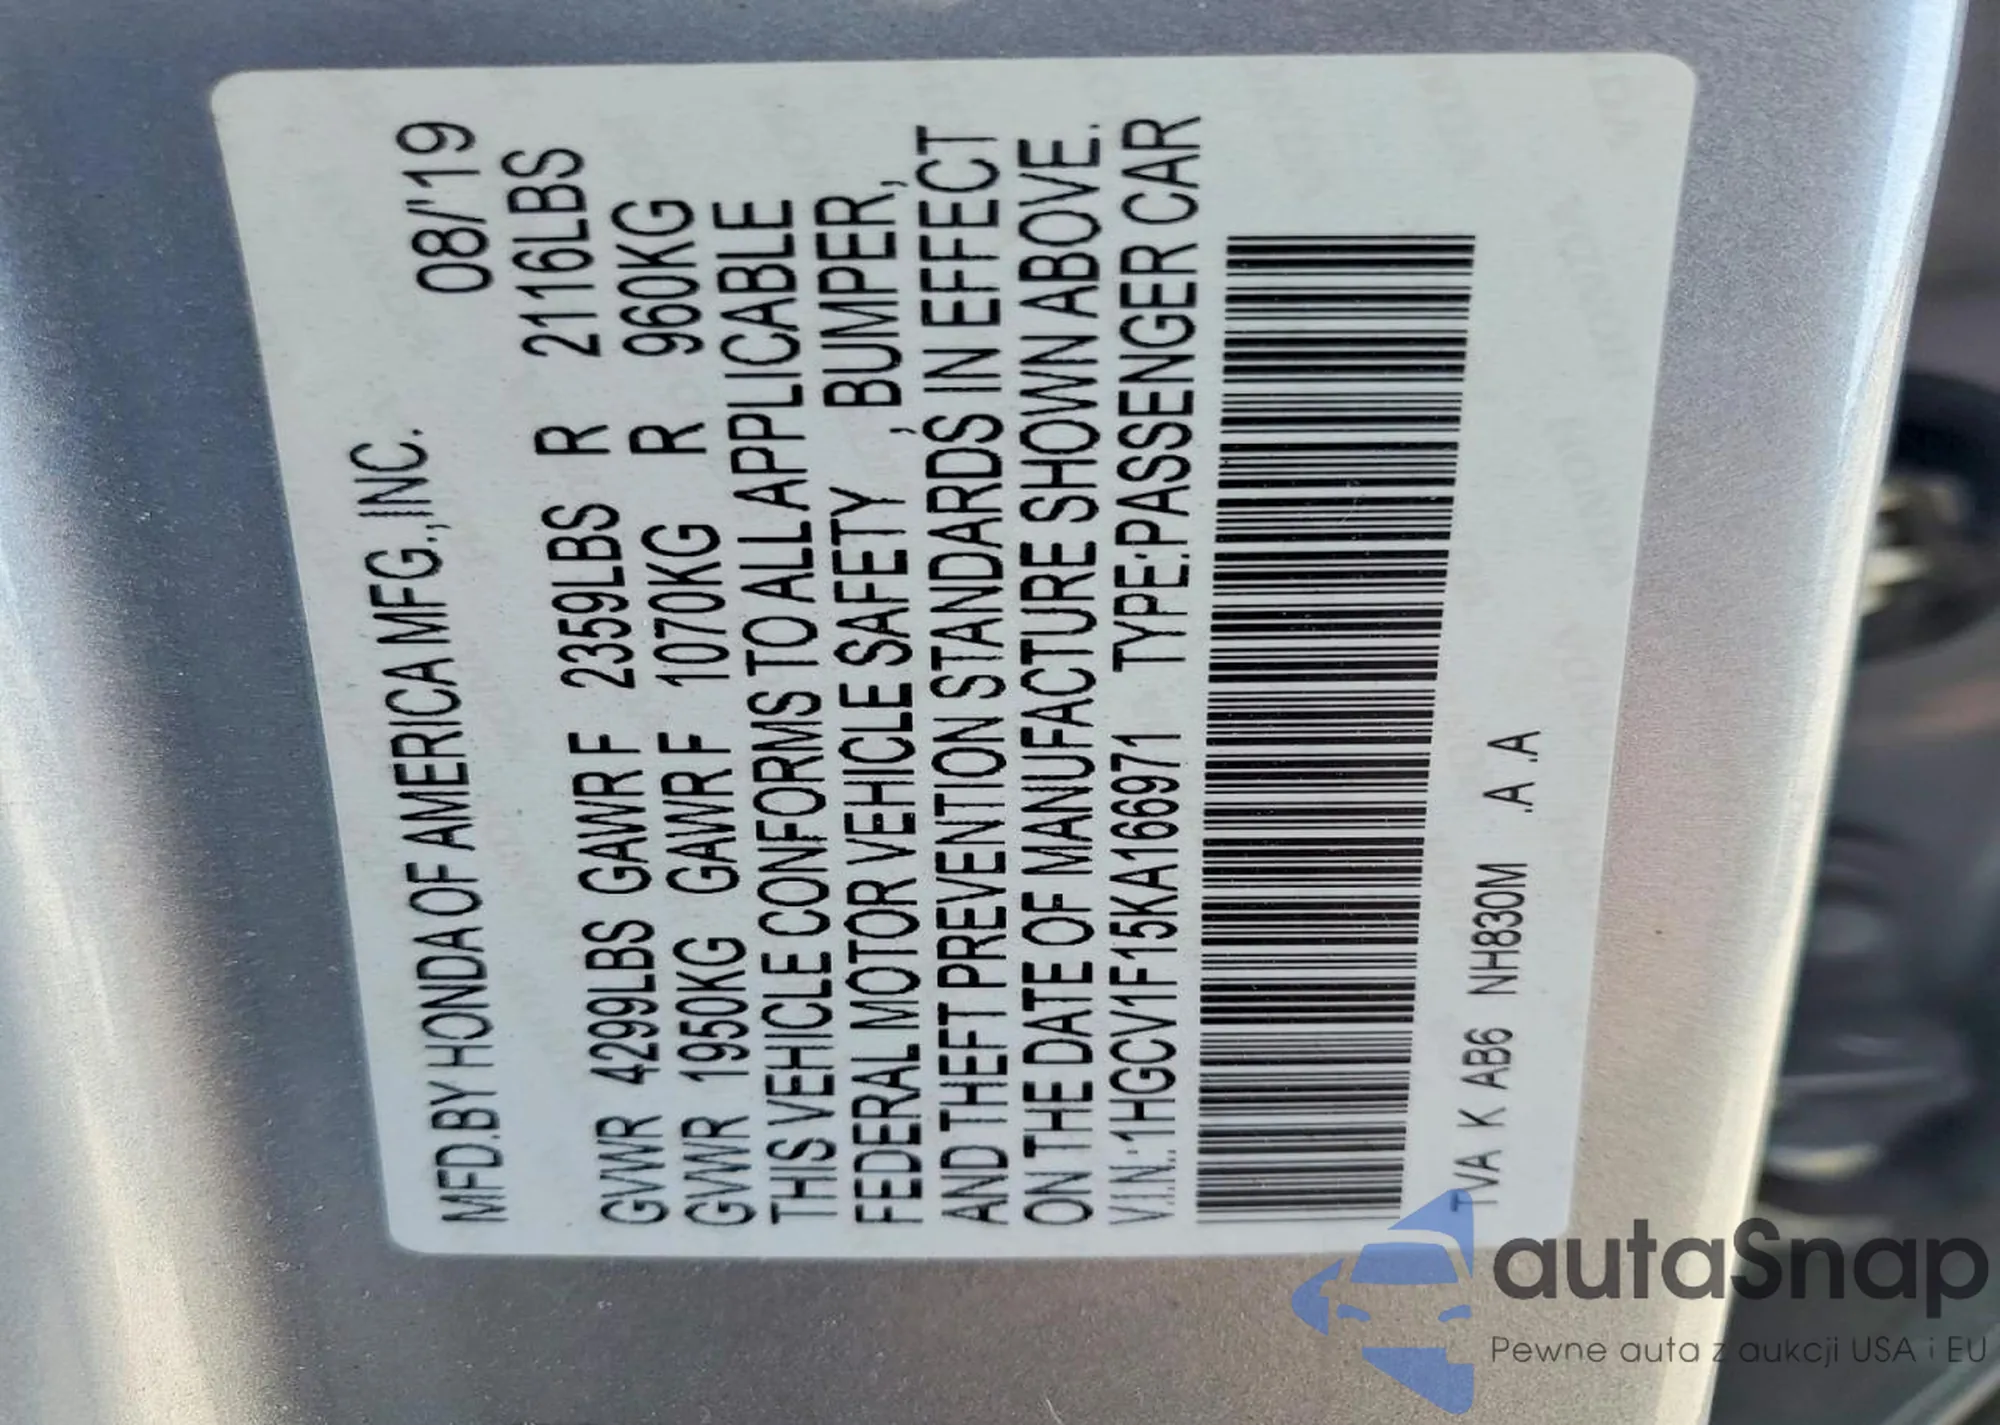 MFD.BY HONDA OF AMERICA MFG.,INC.
08/'19
GVWR 4299LBS GAWR F 2359LBS R 2116LBS
GVWR 1950KG GAWR F 1070KG R 960KG
THIS VEHICLE CONFORMS TO ALL APPLICABLE
FEDERAL MOTOR VEHICLE SAFETY , BUMPER,
AND THEFT PREVENTION STANDARDS IN EFFECT
ON THE DATE OF MANUFACTURE SHOWN ABOVE.
V.I.N.:1HGCV1F15KA166971 TYPE:PASSENGER CAR
TVA K AB6 NH830M .A .A
autaSnap
Pewne auta z aukcji USA i EU